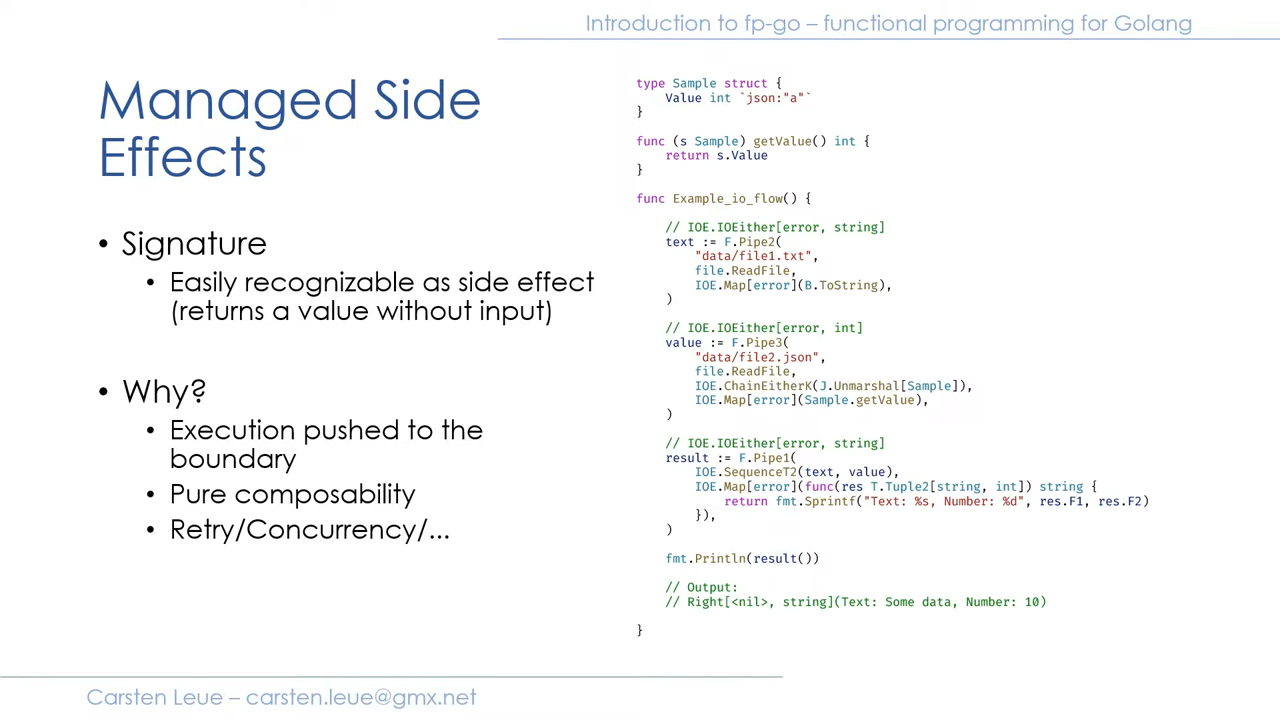 Introduction to fp-go – functional programming for Golang
Managed Side
Effects
• Signature
• Easily recognizable as side effect
(returns a value without input)
• Why?
• Execution pushed to the
boundary
• Pure composability
• Retry/Concurrency/...
type Sample struct {
    Value int `json:"a"`
}
func (s Sample) getValue() int {
    return s.Value
}
func Example_io_flow() {
    // IOE.IOEither[error, string]
    text := F.Pipe2(
        "data/file1.txt",
        file.ReadFile,
        IOE.Map[error](B.ToString),
    )
    // IOE.IOEither[error, int]
    value := F.Pipe3(
        "data/file2.json",
        file.ReadFile,
        IOE.ChainEitherK(J.Unmarshal[Sample]),
        IOE.Map[error](Sample.getValue),
    )
    // IOE.IOEither[error, string]
    result := F.Pipe1(
        IOE.SequenceT2(text, value),
        IOE.Map[error](func(res T.Tuple2[string, int]) string {
            return fmt.Sprintf("Text: %s, Number: %d", res.F1, res.F2)
        }),
    )
    fmt.Println(result())
    // Output:
    // Right[<nil>, string](Text: Some data, Number: 10)
}
Carsten Leue – carsten.leue@gmx.net